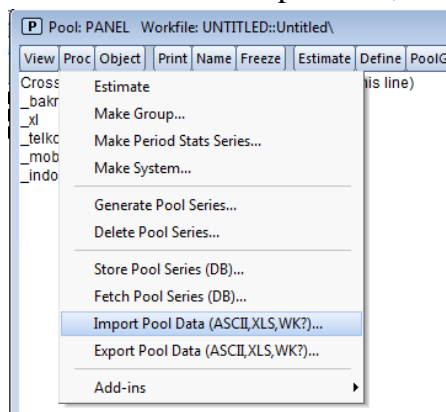 Pool: PANEL Workfile: UNTITLED::Untitled\
View Proc Object Print Name Freeze Estimate Define PoolG
Cross his line)
_bakr
_xl
_telko
_mob
_indo
Estimate
Make Group...
Make Period Stats Series...
Make System...
Generate Pool Series...
Delete Pool Series...
Store Pool Series (DB)...
Fetch Pool Series (DB)...
Import Pool Data (ASCII,XLS,WK?)...
Export Pool Data (ASCII,XLS,WK?)...
Add-ins